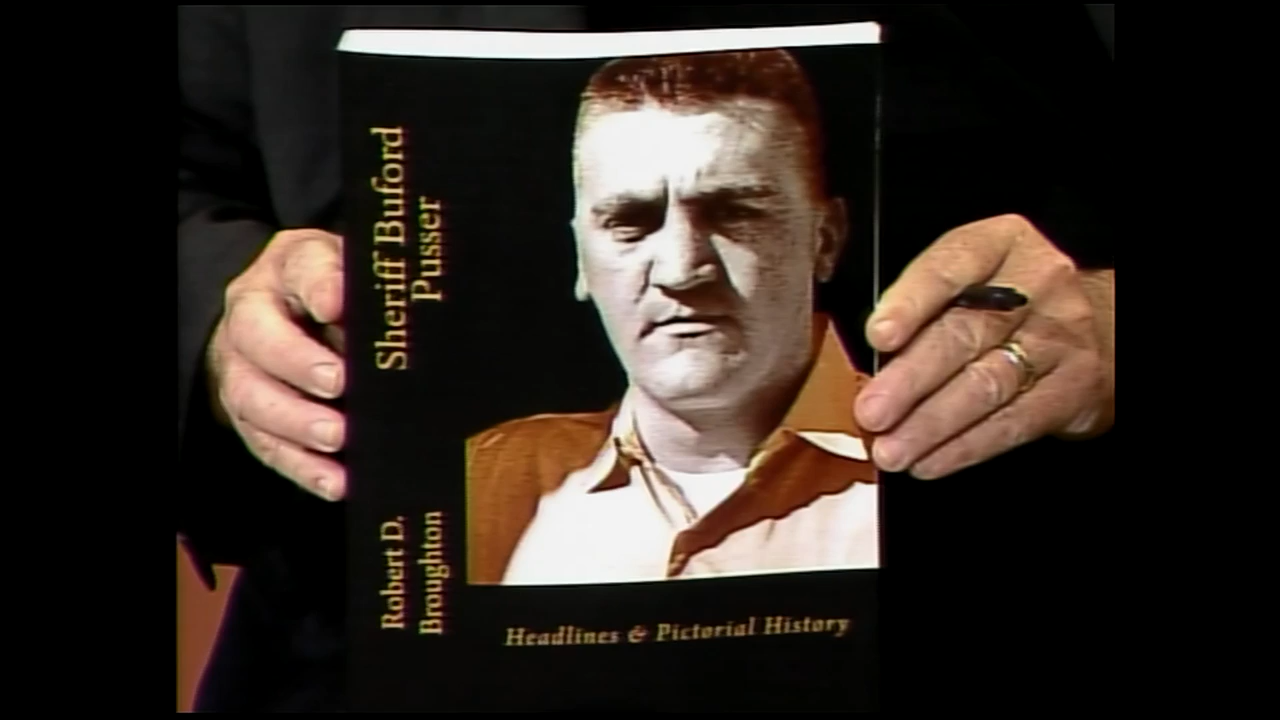 Sheriff Buford
Pusser
Robert D.
Broughton
Headlines & Pictorial History